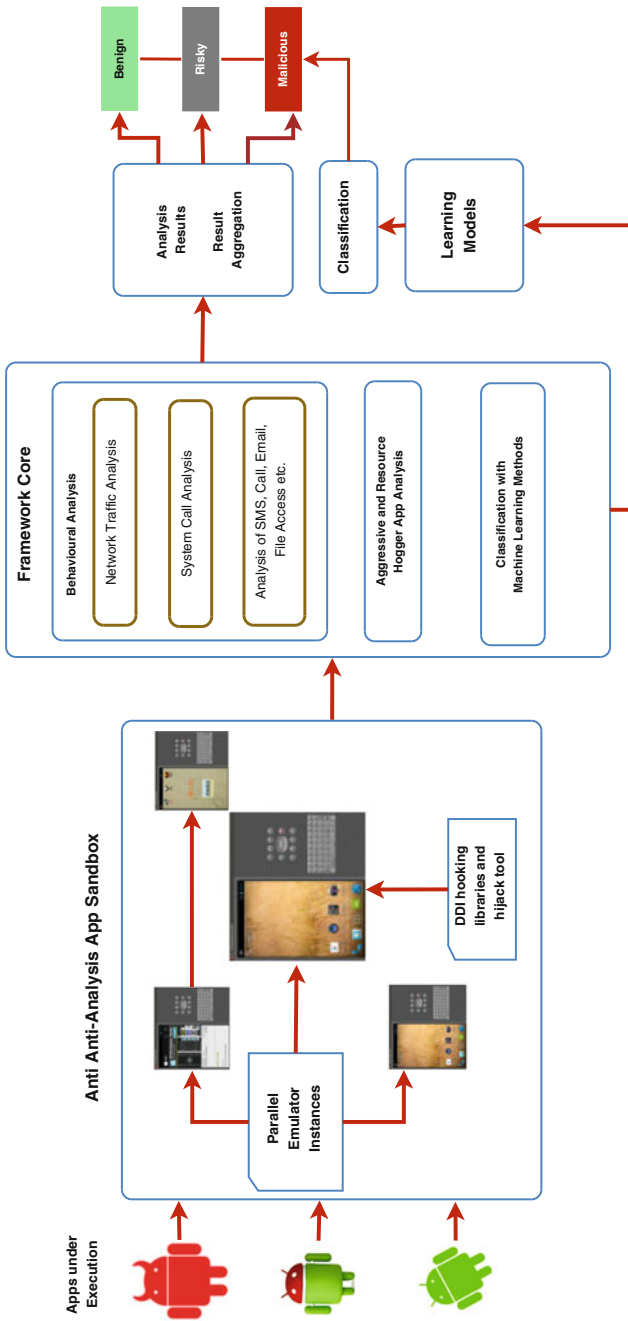 Apps under
Execution
Anti Anti-Analysis App Sandbox
Parallel
Emulator
Instances
DDI hooking
libraries and
hijack tool
Framework Core
Behavioural Analysis
Network Traffic Analysis
System Call Analysis
Analysis of SMS, Call, Email,
File Access etc.
Aggressive and Resource
Hogger App Analysis
Classification with
Machine Learning Methods
Analysis
Results
Result
Aggregation
Classification
Learning
Models
Benign
Risky
Malicious